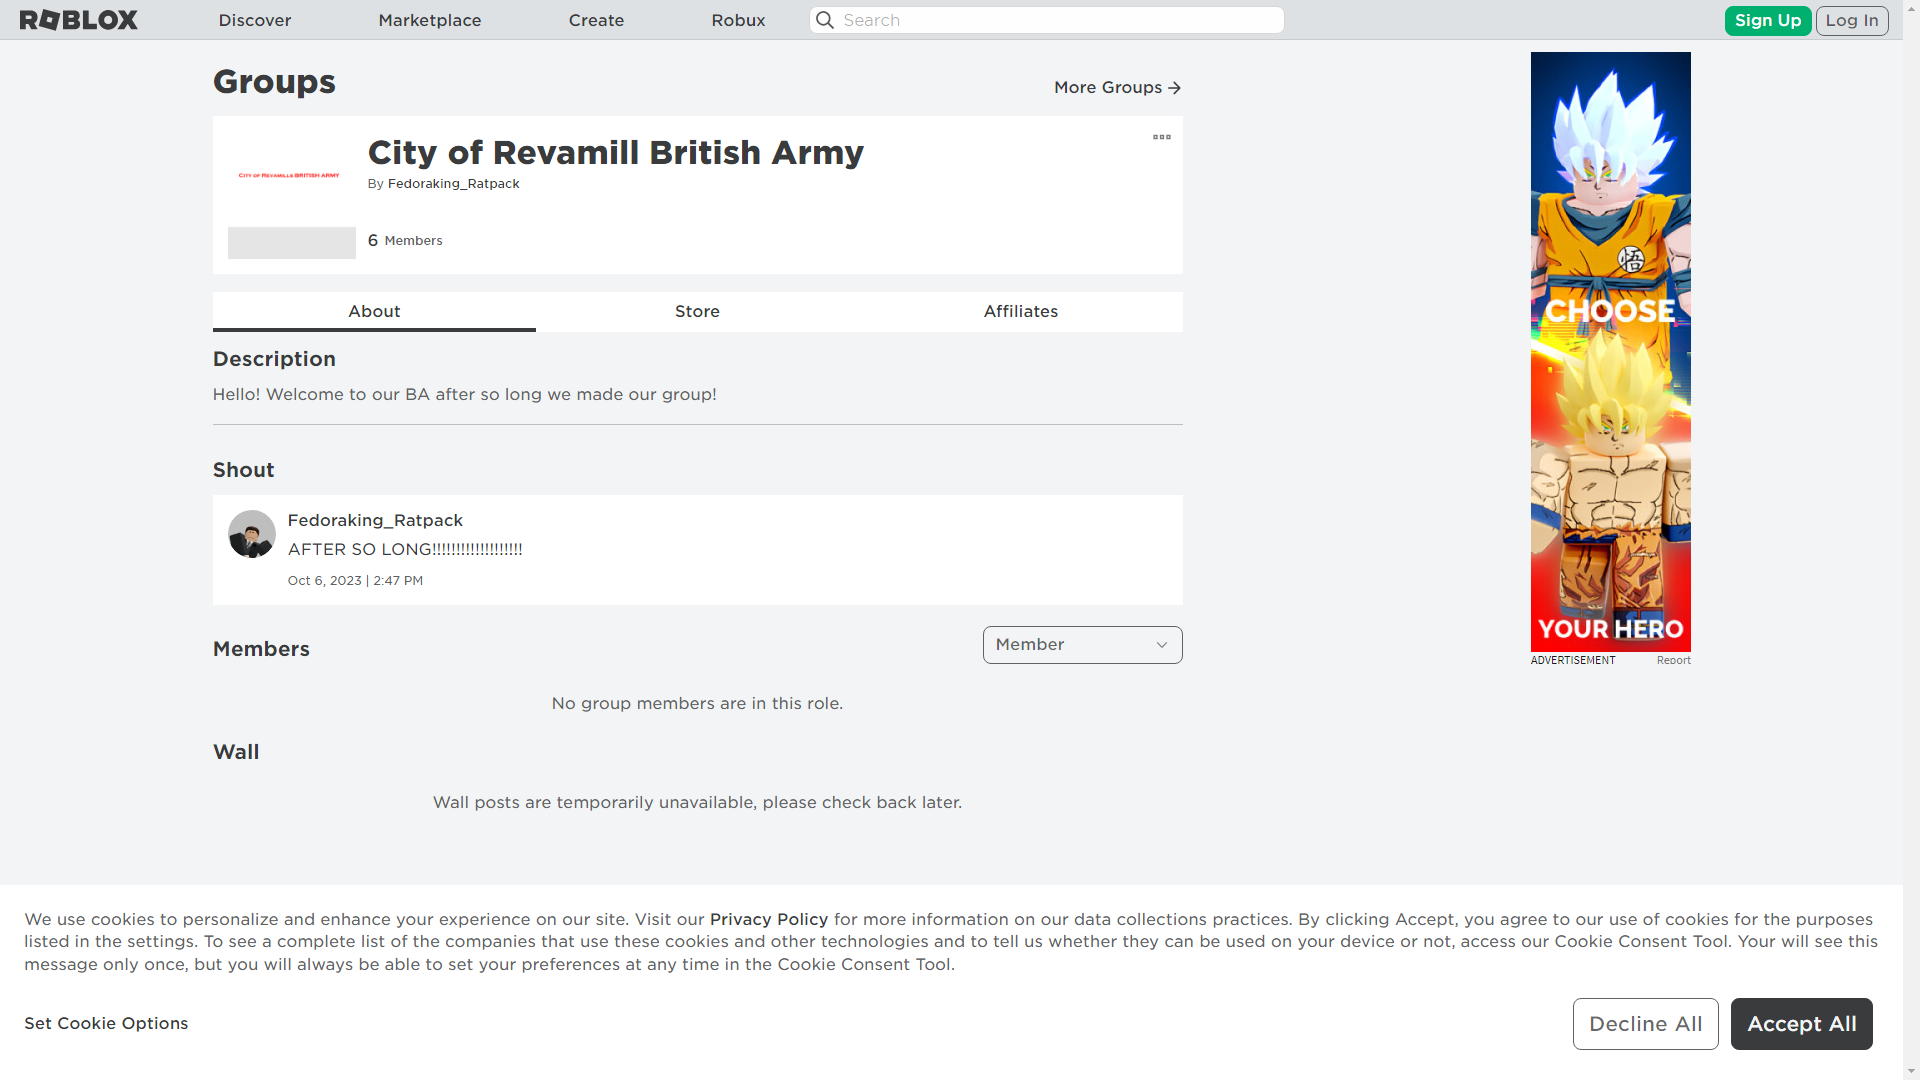 ROBLOX
Discover
Marketplace
Create
Robux
Search
Sign Up
Log In
Groups
More Groups
CITY OF REVAMILLS BRITISH ARMY
City of Revamill British Army
By Fedoraking_Ratpack
6 Members
About
Store
Affiliates
Description
Hello! Welcome to our BA after so long we made our group!
Shout
Fedoraking_Ratpack
AFTER SO LONG!!!!!!!!!!!!!!!!!!!
Oct 6, 2023 | 2:47 PM
Members
Member
No group members are in this role.
Wall
Wall posts are temporarily unavailable, please check back later.
悟
CHOOSE
YOUR HERO
ADVERTISEMENT
Report
We use cookies to personalize and enhance your experience on our site. Visit our Privacy Policy for more information on our data collections practices. By clicking Accept, you agree to our use of cookies for the purposes
listed in the settings. To see a complete list of the companies that use these cookies and other technologies and to tell us whether they can be used on your device or not, access our Cookie Consent Tool. Your will see this
message only once, but you will always be able to set your preferences at any time in the Cookie Consent Tool.
Set Cookie Options
Decline All
Accept All